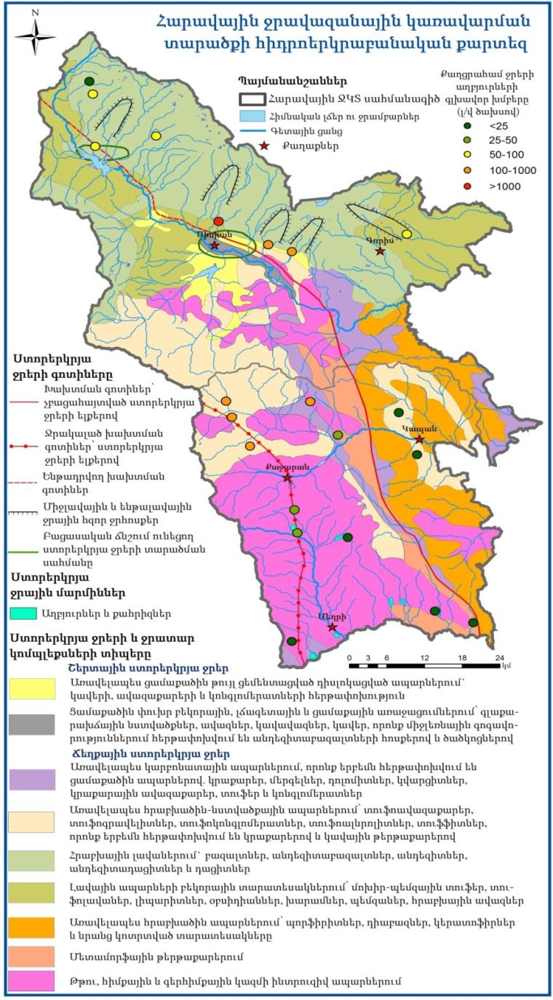 Հարավային ջրավազանային կառավարման
տարածքի հիդրոերկրաբանական քարտեզ
N
Պայմանանշաններ
Հարավային ՋԿՏ սահմանագիծ
Հիմնական լճեր ու ջրամբարներ
Գետային ցանց
Քաղաքներ
Քաղցրահամ ջրերի
աղբյուրների
գլխավոր խմբերը
(լ/վ ծախսով)
<25
25-50
50-100
100-1000
>1000
Սիսիան
Գորիս
Կապան
Քաջարան
Մեղրի
Ստորերկրյա
ջրերի գոտիները
Խախտման գոտիներ՝
չբացահայտված ստորերկրյա
ջրերի ելքերով
Ջրակալած խախտման
գոտիներ՝ ստորերկրյա
ջրերի ելքերով
Ենթադրվող խախտման
գոտիներ
Միջլավային և ենթալավային
ջրային հզոր ջրհոսքեր
Բացասական ճնշում ունեցող
ստորերկրյա ջրերի տարածման
սահմանը
Ստորերկրյա
ջրային մարմիններ
Աղբյուրներ և քահրիզներ
0 3 6 12 18 24
կմ
Ստորերկրյա ջրերի և ջրատար
կոմպլեքսների տիպերը
Շերտային ստորերկրյա ջրեր
Առավելապես ցամաքածին թույլ ցեմենտացված դիսլոկացված ապարներում՝
կավերի, ավազաքարերի և կոնգլոմերատների հերթափոխություն
Ցամաքածին փուխր բեկորային, լճագետային և ցամաքային առաջացումներում՝ գլաքա-
րախճային նստվածքներ, ավազներ, կավավազներ, կավեր, որոնք միջլեռնային գոգավո-
րություններում հերթափոխվում են անդեզիտաբազալտների հոսքերով և ծածկոցներով
Ճեղքային ստորերկրյա ջրեր
Առավելապես կարբոնատային ապարներում, որոնք երբեմն հերթափոխվում են
ցամաքածին ապարներով. կրաքարեր, մերգելներ, դոլոմիտներ, կվարցիտներ,
կրաքարային ավազաքարեր, տուֆեր և կոնգլոմերատներ
Առավելապես հրաբխածին-նստվածքային ապարներում՝ տուֆոավազաքարեր,
տուֆոգրավելիտներ, տուֆոկոնգլոմերատներ, տուֆոալևրոլիտներ, տուֆֆիտներ,
որոնք երբեմն հերթափոխվում են կրաքարերով և կավային թերթաքարերով
Հրաբխային լավաներում՝ բազալտներ, անդեզիտաբազալտներ, անդեզիտներ,
անդեզիտադացիտներ և դացիտներ
Լավային ապարների բեկորային տարատեսակներում՝ մոխիր-պեմզային տուֆեր, տու-
ֆոլավաներ, լիպարիտներ, օբսիդիաններ, խարամներ, պեմզաներ, հրաբխային ավազներ
Առավելապես հրաբխածին ապարներում՝ պորֆիրիտներ, դիաբազներ, կերատոֆիրներ
և նրանց կոտրտված տարատեսակները
Մետամորֆային թերթաքարերում
Թթու, հիմքային և գերհիմքային կազմի ինտրուզիվ ապարներում